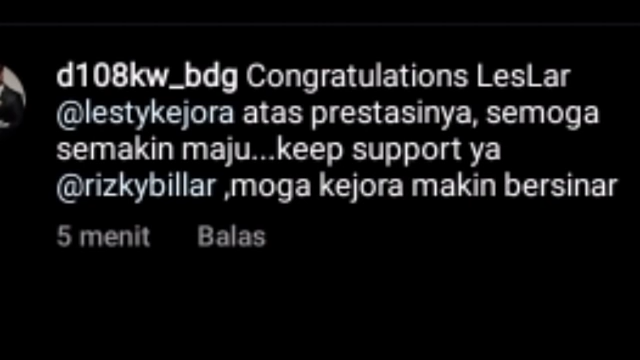 d108kw_bdg Congratulations LesLar
@lestykejora atas prestasinya, semoga
semakin maju...keep support ya
@rizkybillar ,moga kejora makin bersinar
5 menit Balas